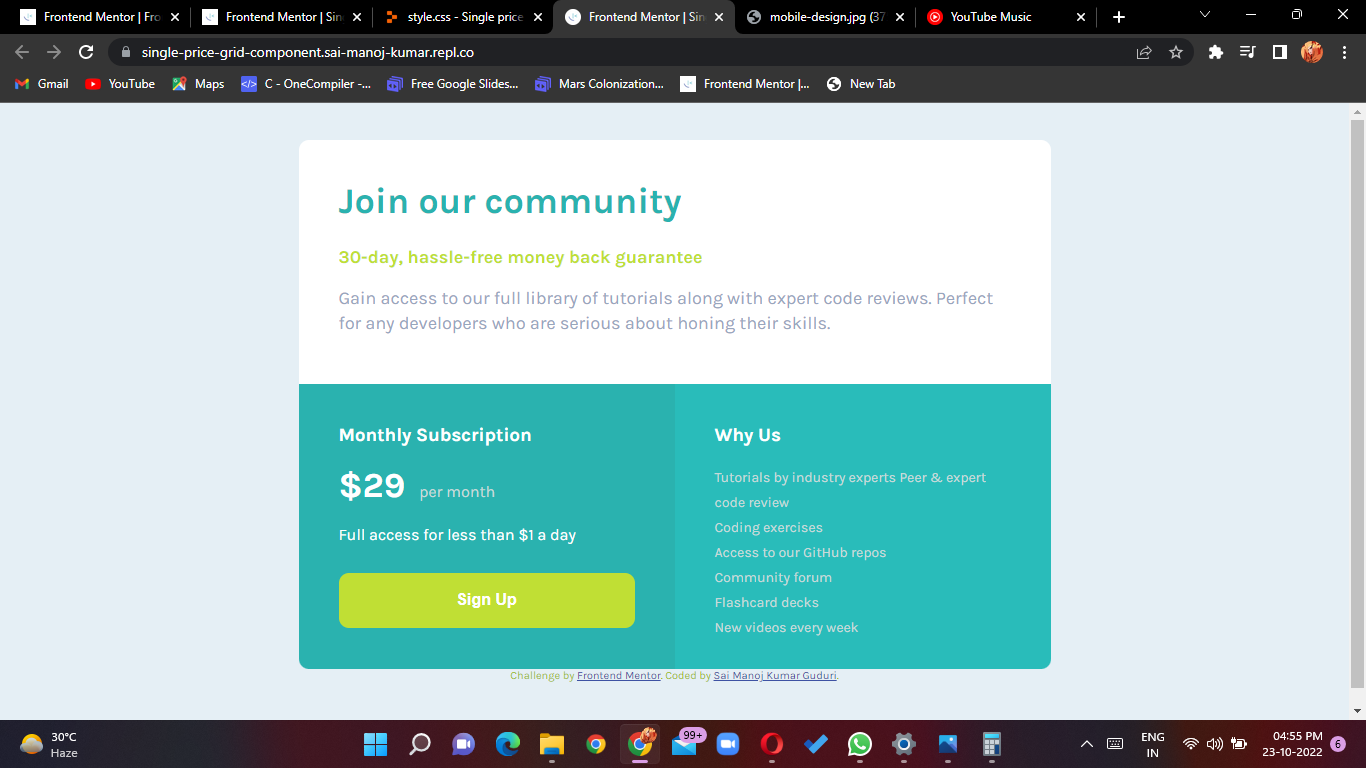 Frontend Mentor | Fro
Frontend Mentor | Sin
style.css - Single price
Frontend Mentor | Sin
mobile-design.jpg (37
YouTube Music
single-price-grid-component.sai-manoj-kumar.repl.co
Gmail
YouTube
Maps
C - OneCompiler -...
Free Google Slides...
Mars Colonization...
Frontend Mentor |...
New Tab
Join our community
30-day, hassle-free money back guarantee
Gain access to our full library of tutorials along with expert code reviews. Perfect
for any developers who are serious about honing their skills.
Monthly Subscription
$29 per month
Full access for less than $1 a day
Sign Up
Why Us
Tutorials by industry experts Peer & expert
code review
Coding exercises
Access to our GitHub repos
Community forum
Flashcard decks
New videos every week
Challenge by Frontend Mentor. Coded by Sai Manoj Kumar Guduri.
30°C
Haze
99+
ENG
IN
04:55 PM
23-10-2022
6